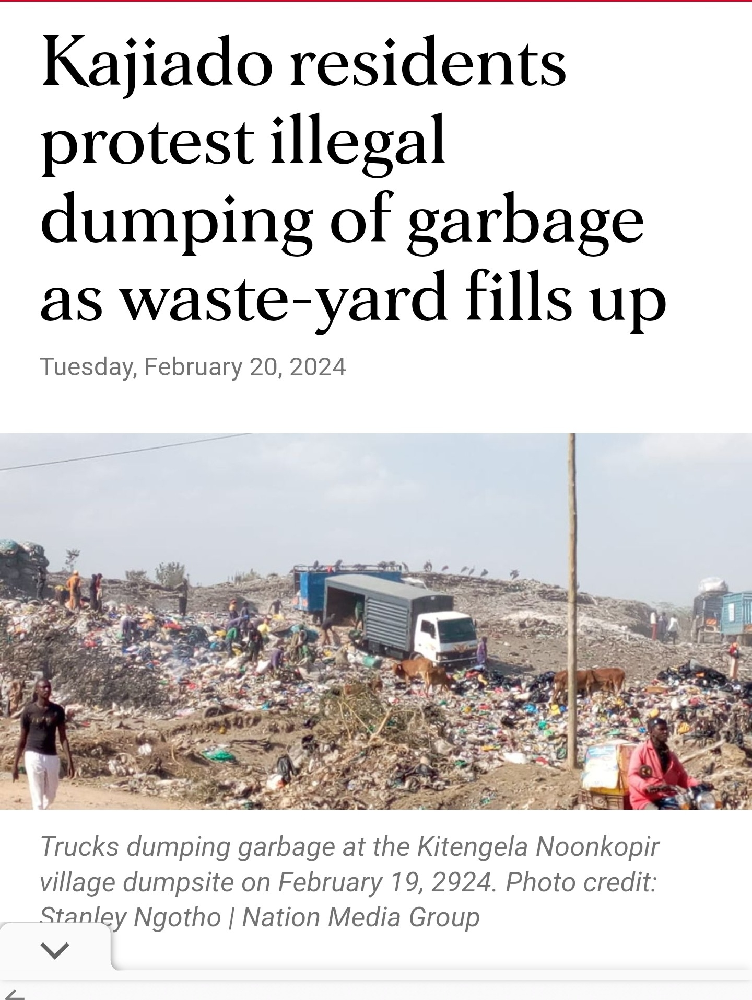 Kajiado residents
protest illegal
dumping of garbage
as waste-yard fills up
Tuesday, February 20, 2024
Trucks dumping garbage at the Kitengela Noonkopir
village dumpsite on February 19, 2924. Photo credit:
Stanley Ngotho | Nation Media Group